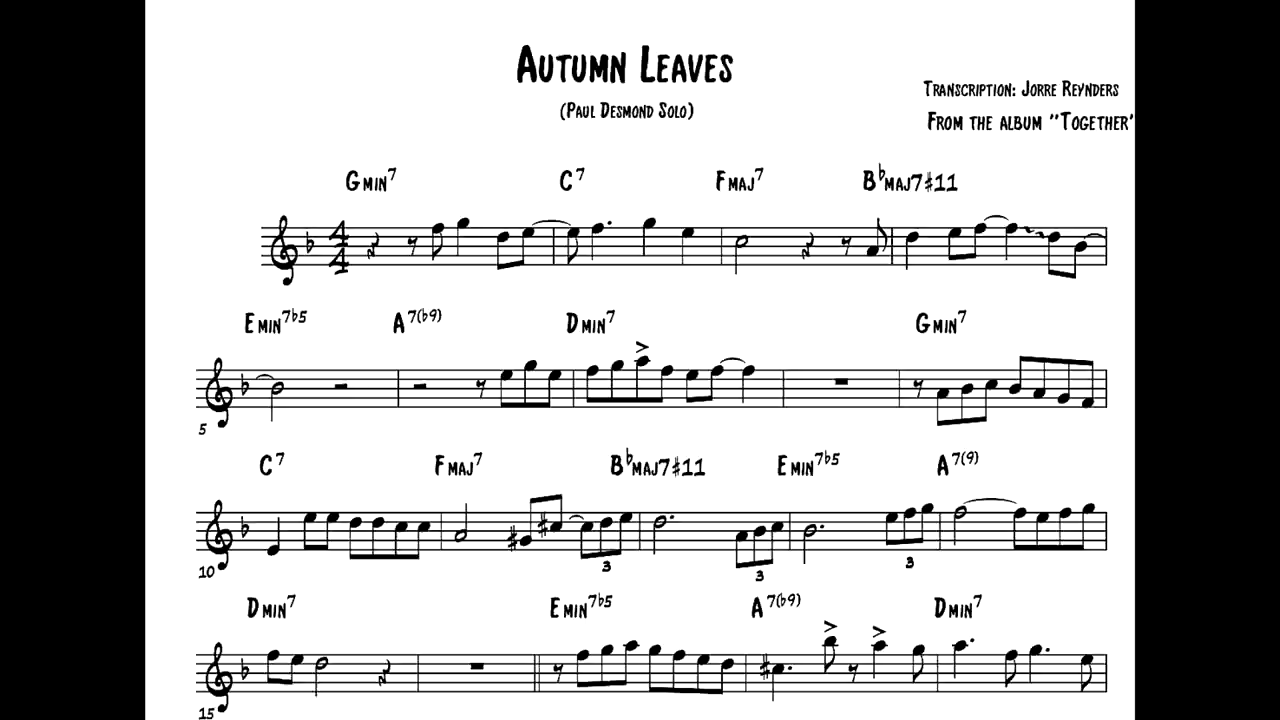 Autumn Leaves
(Paul Desmond Solo)
Transcription: Jorre Reynders
From the album "Together"
Gmin7 C7 Fmaj7 B♭maj7#11
4
4
Emin7♭5 A7(♭9) Dmin7 Gmin7
5
C7 Fmaj7 B♭maj7#11 Emin7♭5 A7(9)
10 3 3 3
Dmin7 Emin7♭5 A7(♭9) Dmin7
15